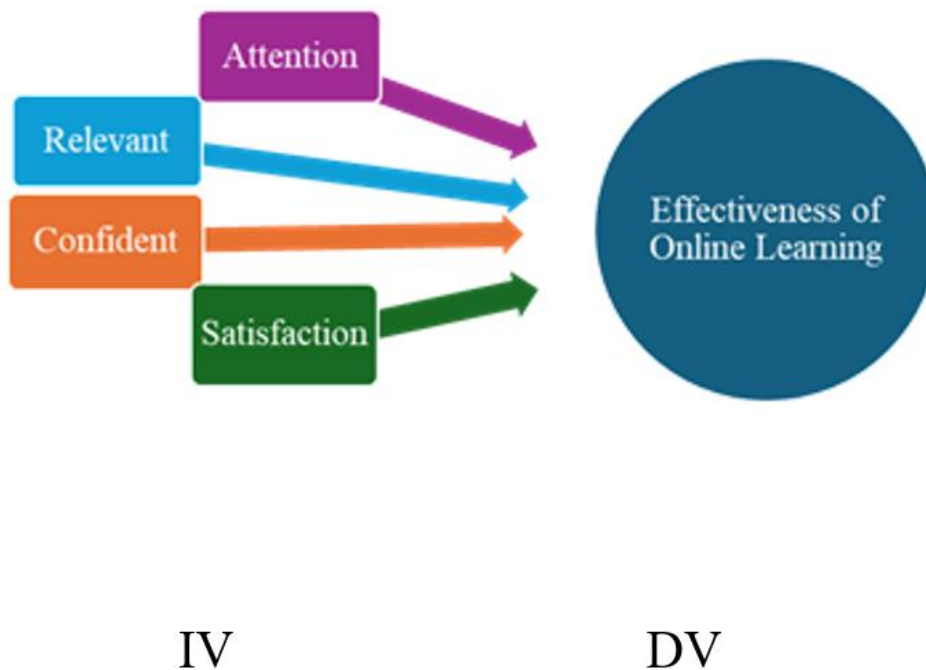 Attention
Relevant
Confident
Satisfaction
Effectiveness of
Online Learning
IV
DV